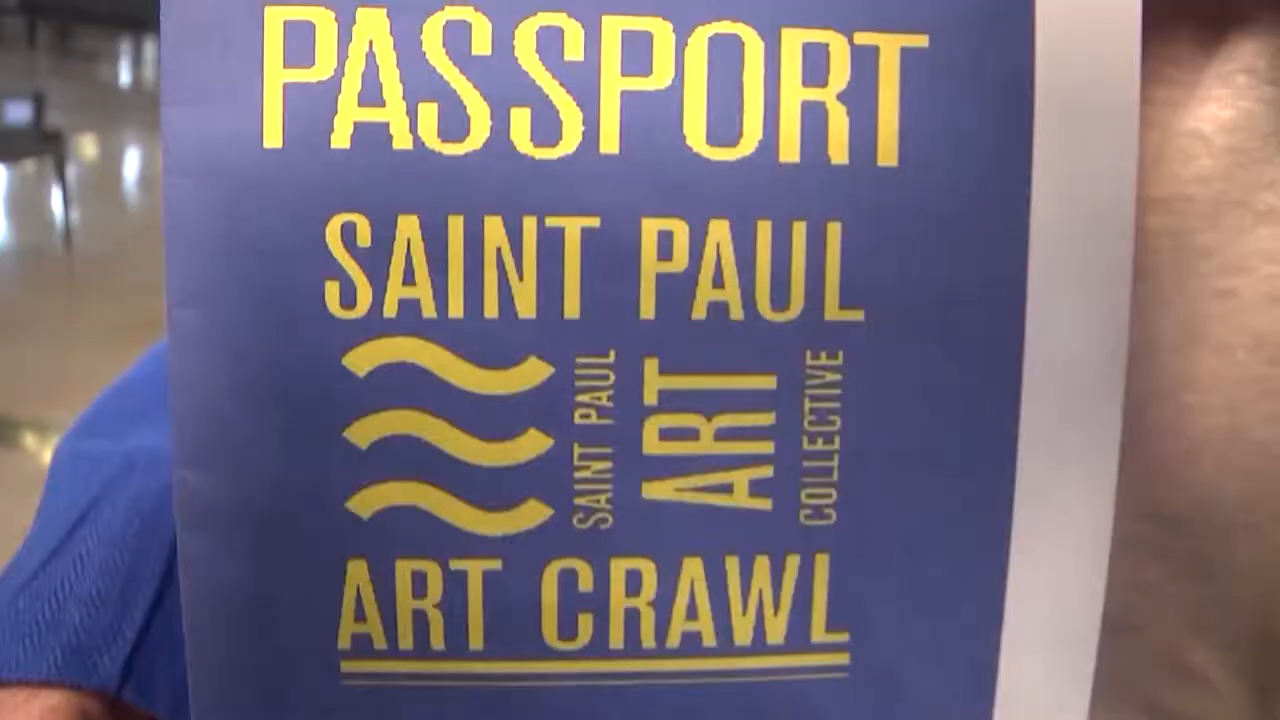 PASSPORT
SAINT PAUL
SAINT PAUL
ART
COLLECTIVE
ART CRAWL